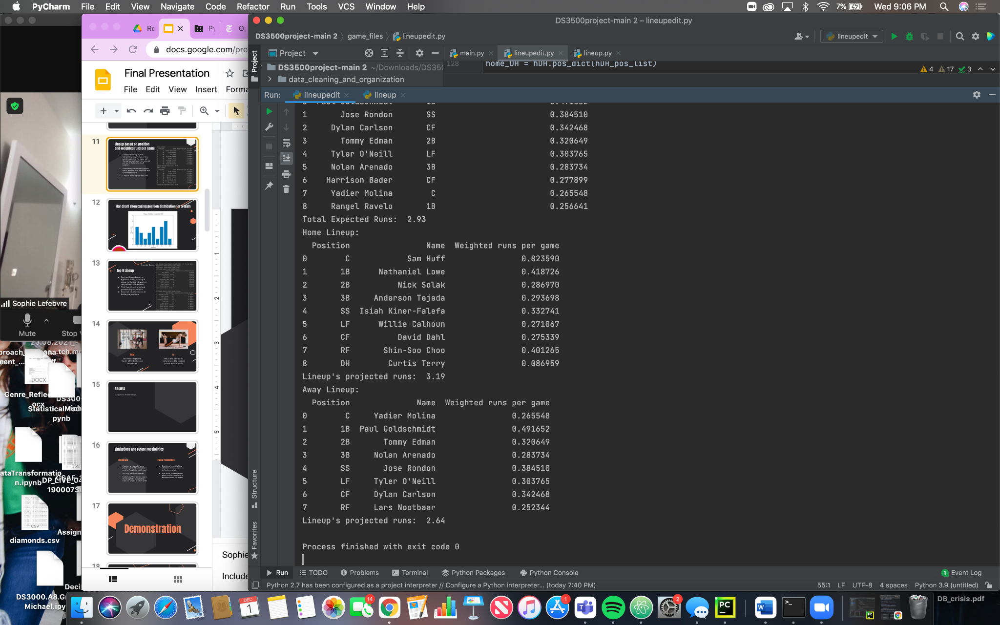 PyCharm File Edit View Navigate Code Refactor Run Tools VCS Window Help
7% Wed 9:06 PM
DS3500project-main 2 – lineupedit.py
DS3500project-main 2 game_files lineupedit.py
lineupedit
docs.google.com/pre
Project
main.py lineupedit.py lineup.py
DS3500project-main 2 ~/Downloads/DS350
128 home_DH = hDH.pos_dict(hDH_pos_list)
4 17 3
data_cleaning_and_organization
Final Presentation
File Edit View Insert Forma
Run: lineupedit lineup
1 Jose Rondon SS 0.384510
2 Dylan Carlson CF 0.342468
3 Tommy Edman 2B 0.320649
4 Tyler O'Neill LF 0.303765
5 Nolan Arenado 3B 0.283734
6 Harrison Bader CF 0.277899
7 Yadier Molina C 0.265548
8 Rangel Ravelo 1B 0.256641
Total Expected Runs: 2.93
Home Lineup:
Position Name Weighted runs per game
0 C Sam Huff 0.823590
1 1B Nathaniel Lowe 0.418726
2 2B Nick Solak 0.286970
3 3B Anderson Tejeda 0.293698
4 SS Isiah Kiner-Falefa 0.332741
5 LF Willie Calhoun 0.271067
6 CF David Dahl 0.275339
7 RF Shin-Soo Choo 0.401265
8 DH Curtis Terry 0.086959
Lineup's projected runs: 3.19
Away Lineup:
Position Name Weighted runs per game
0 C Yadier Molina 0.265548
1 1B Paul Goldschmidt 0.491652
2 2B Tommy Edman 0.320649
3 3B Nolan Arenado 0.283734
4 SS Jose Rondon 0.384510
5 LF Tyler O'Neill 0.303765
6 CF Dylan Carlson 0.342468
7 RF Lars Nootbaar 0.252344
Lineup's projected runs: 2.64
Process finished with exit code 0
11
Lineup based on position
and weighted runs per game
12
Bar chart showcasing position distribution for a team
13
Top 9 Lineup
14
15
Results
16
Limitations and Future Possibilities
17
Demonstration
18
1
2
3
4
5
Sophie
Include
Sophie Lefebvre
Mute Stop V
23.08.2021_
DOCX
Genre_Refle
ocx
DS300
StatisticalMod
pynb
CSV
ataTransformatio
n.ipynb
DP_LIVE_04
1900073
CSV
diamonds.csv
Assign
Deci
DS3000.A8.Gr
Michael.ipy
Structure
Favorites
Run TODO Problems Terminal Python Packages Python Console 1 Event Log
Python 2.7 has been configured as a project interpreter // Configure a Python interpreter... (today 7:40 PM) 55:1 LF UTF-8 4 spaces Python 3.9 (untitled)
DEC
1
14
1
2
PC
DB_crisis.pdf